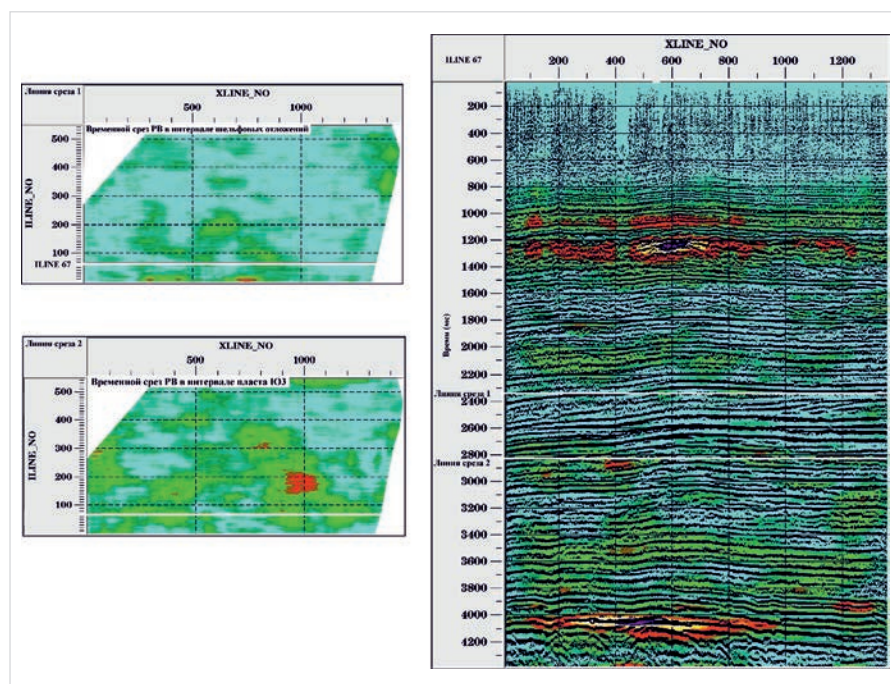 Линия среза 1
XLINE_NO
500 1000
Временной срез РВ в интервале шельфовых отложений
ILINE_NO
500
400
300
200
100
ILINE 67
Линия среза 2
XLINE_NO
500 1000
Временной срез РВ в интервале пласта Ю3
ILINE_NO
500
400
300
200
100
ILINE 67
XLINE_NO
200 400 600 800 1000 1200
Время (мс)
200
400
600
800
1000
1200
1400
1600
1800
2000
2200
Линия среза 1
2400
2600
2800
Линия среза 2
3000
3200
3400
3600
3800
4000
4200